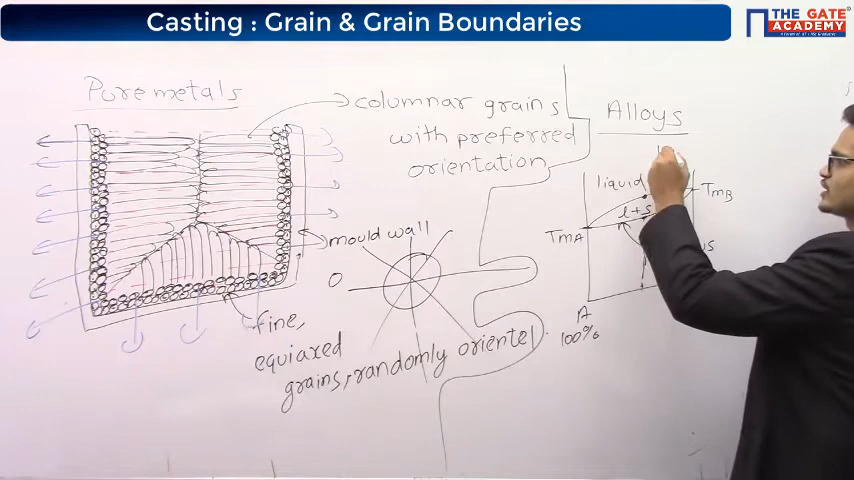 Casting : Grain & Grain Boundaries
THE GATE
ACADEMY
Pure metals
columnar grains
with preferred
orientation
mould wall
fine,
equiaxed
grains, randomly orientel
Alloys
liquid
l+s
TmA
TmB
A
100%